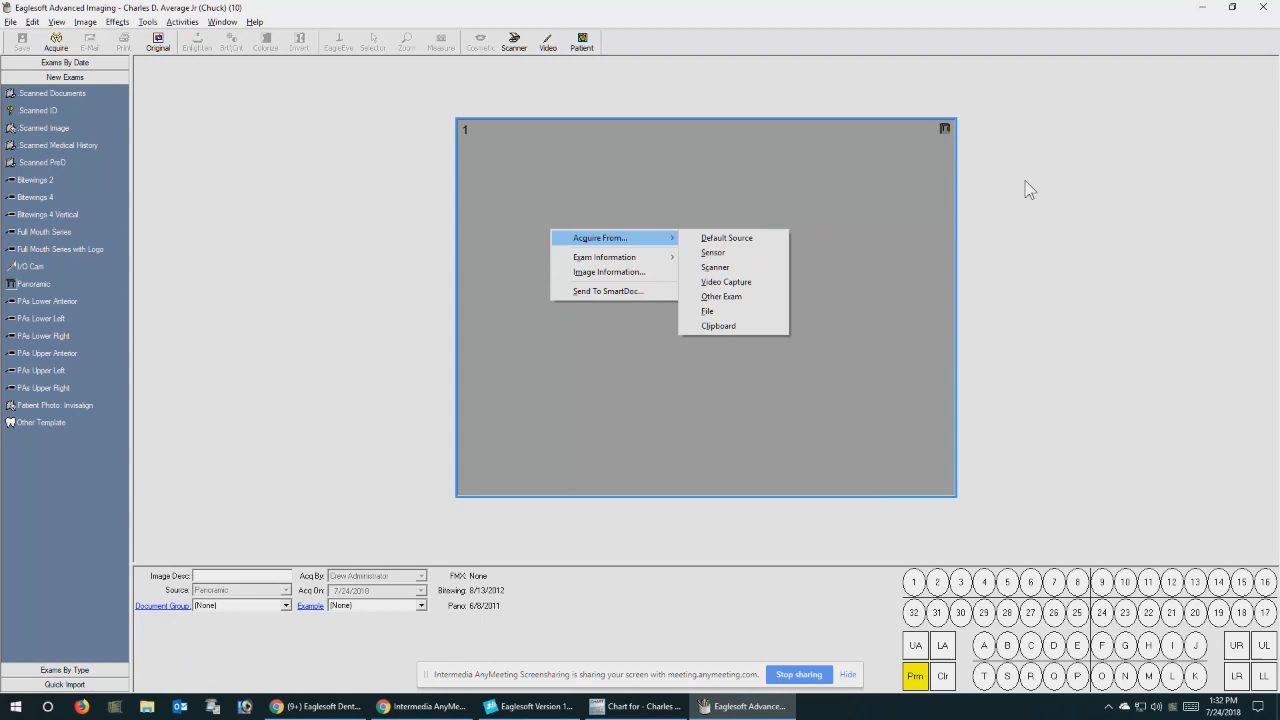 Eaglesoft Advanced Imaging - Charles D. Average Jr (Chuck) (10)
File Edit View Image Effects Tools Activities Window Help
Save Acquire E-Mail Print Original Enlighten Brt\Cnt Colorize Invert EagleEye Selector Zoom Measure Cosmetic Scanner Video Patient
Exams By Date
New Exams
Scanned Documents
Scanned ID
Scanned Image
Scanned Medical History
Scanned PreD
Bitewings 2
Bitewings 4
Bitewings 4 Vertical
Full Mouth Series
Full Mouth Series with Logo
I/O Cam
Panoramic
PAs Lower Anterior
PAs Lower Left
PAs Lower Right
PAs Upper Anterior
PAs Upper Left
PAs Upper Right
Patient Photo: Invisalign
Other Template
Exams By Type
Quick Import
1
Acquire From...
Exam Information
Image Information...
Send To SmartDoc...
Default Source
Sensor
Scanner
Video Capture
Other Exam
File
Clipboard
Image Desc: Acq By: Crew Administrator FMX: None
Source: Panoramic Acq On: 7/24/2018 Bitewing: 8/13/2012
Document Group: (None) Example (None) Pano: 6/8/2011
1 2 3 4 5 6 7 8 9 10 11 12 13 14 15 16
32 31 30 29 28 27 26 25 24 23 22 21 20 19 18 17
UA LA A B C D E F G H I J UR UL
Prm Clr T S R Q P O N M L K LR LL
Intermedia AnyMeeting Screensharing is sharing your screen with meeting.anymeeting.com. Stop sharing Hide
(9+) Eaglesoft Dent... Intermedia AnyMe... Eaglesoft Version 1... Chart for - Charles ... Eaglesoft Advance...
1:32 PM
7/24/2018